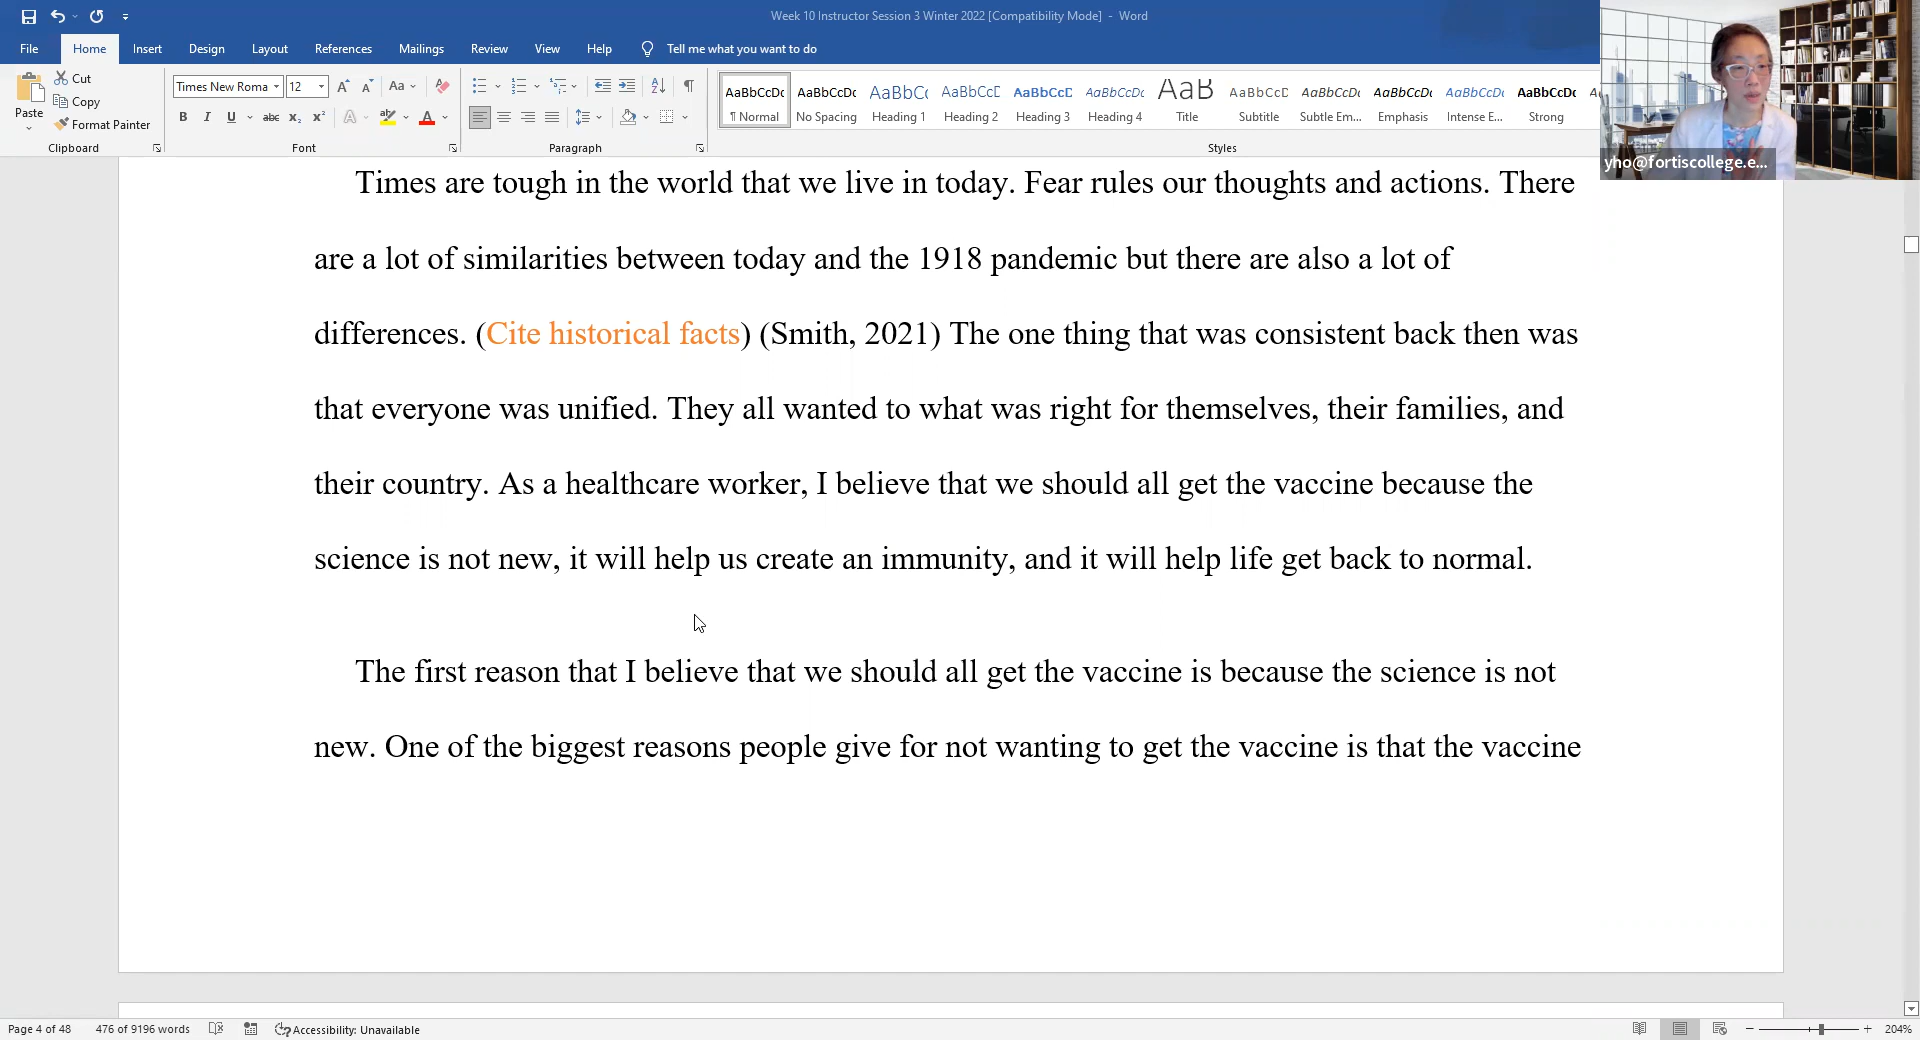 Week 10 Instructor Session 3 Winter 2022 [Compatibility Mode] - Word
File Home Insert Design Layout References Mailings Review View Help Tell me what you want to do
Cut
Copy
Format Painter
Paste
Clipboard
Times New Roma 12
Font
Paragraph
AaBbCcDc AaBbCcDc AaBbC AaBbCcE AaBbCcD AaBbCcDc AaB AaBbCcD AaBbCcDc AaBbCcDc AaBbCcDc AaBbCcDc
¶ Normal No Spacing Heading 1 Heading 2 Heading 3 Heading 4 Title Subtitle Subtle Em... Emphasis Intense E... Strong
Styles
yho@fortiscollege.e...
Times are tough in the world that we live in today. Fear rules our thoughts and actions. There
are a lot of similarities between today and the 1918 pandemic but there are also a lot of
differences. (Cite historical facts) (Smith, 2021) The one thing that was consistent back then was
that everyone was unified. They all wanted to what was right for themselves, their families, and
their country. As a healthcare worker, I believe that we should all get the vaccine because the
science is not new, it will help us create an immunity, and it will help life get back to normal.
The first reason that I believe that we should all get the vaccine is because the science is not
new. One of the biggest reasons people give for not wanting to get the vaccine is that the vaccine
Page 4 of 48 476 of 9196 words Accessibility: Unavailable 204%